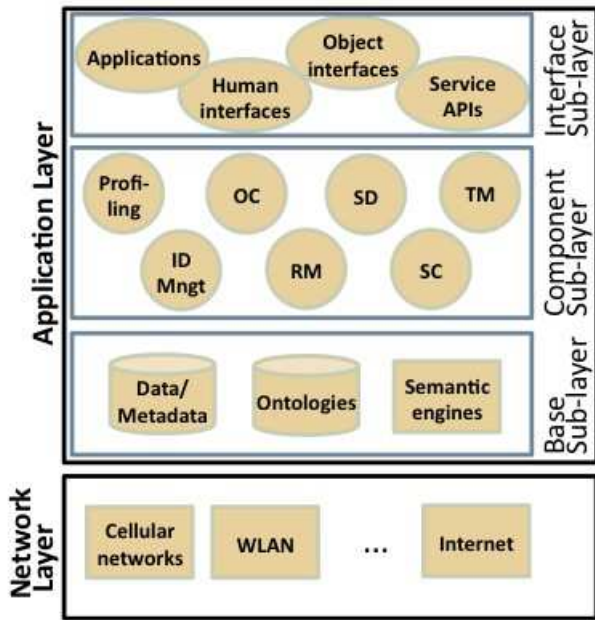 Application Layer
Interface
Sub-layer
Applications
Object
interfaces
Human
interfaces
Service
APIs
Component
Sub-layer
Profi-
ling
OC
SD
TM
ID
Mngt
RM
SC
Base
Sub-layer
Data/
Metadata
Ontologies
Semantic
engines
Network
Layer
Cellular
networks
WLAN
...
Internet